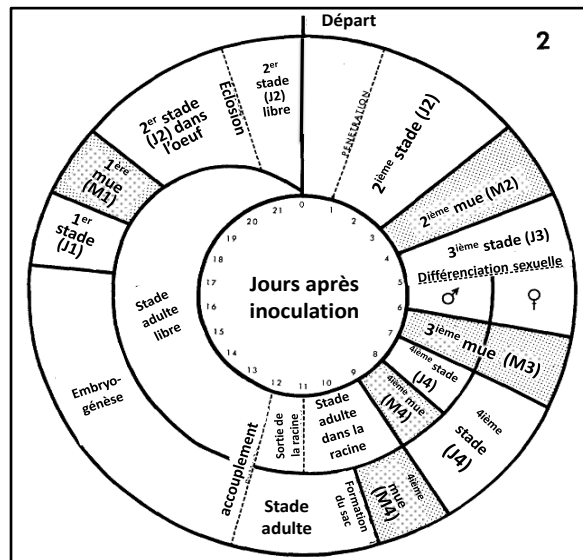 Départ
2
2er
stade
(J2)
libre
PÉNÉTRATION
2ième stade (J2)
2ième mue (M2)
3ième stade (J3)
Différenciation sexuelle
♂
♀
3ième mue (M3)
4ième stade
(J4)
4ième
stade
(J4)
4ième mue
(M4)
4ième
mue
(M4)
Formation
du sac
Stade
adulte
Stade
adulte
dans la
racine
Sortie de
la racine
accouplement
Embryo-
génèse
Stade
adulte
libre
1er
stade
(J1)
1ère
mue
(M1)
2er stade
(J2) dans
l'oeuf
Éclosion
Jours après
inoculation
0
1
2
3
4
5
6
7
8
9
10
11
12
13
14
15
16
17
18
19
20
21